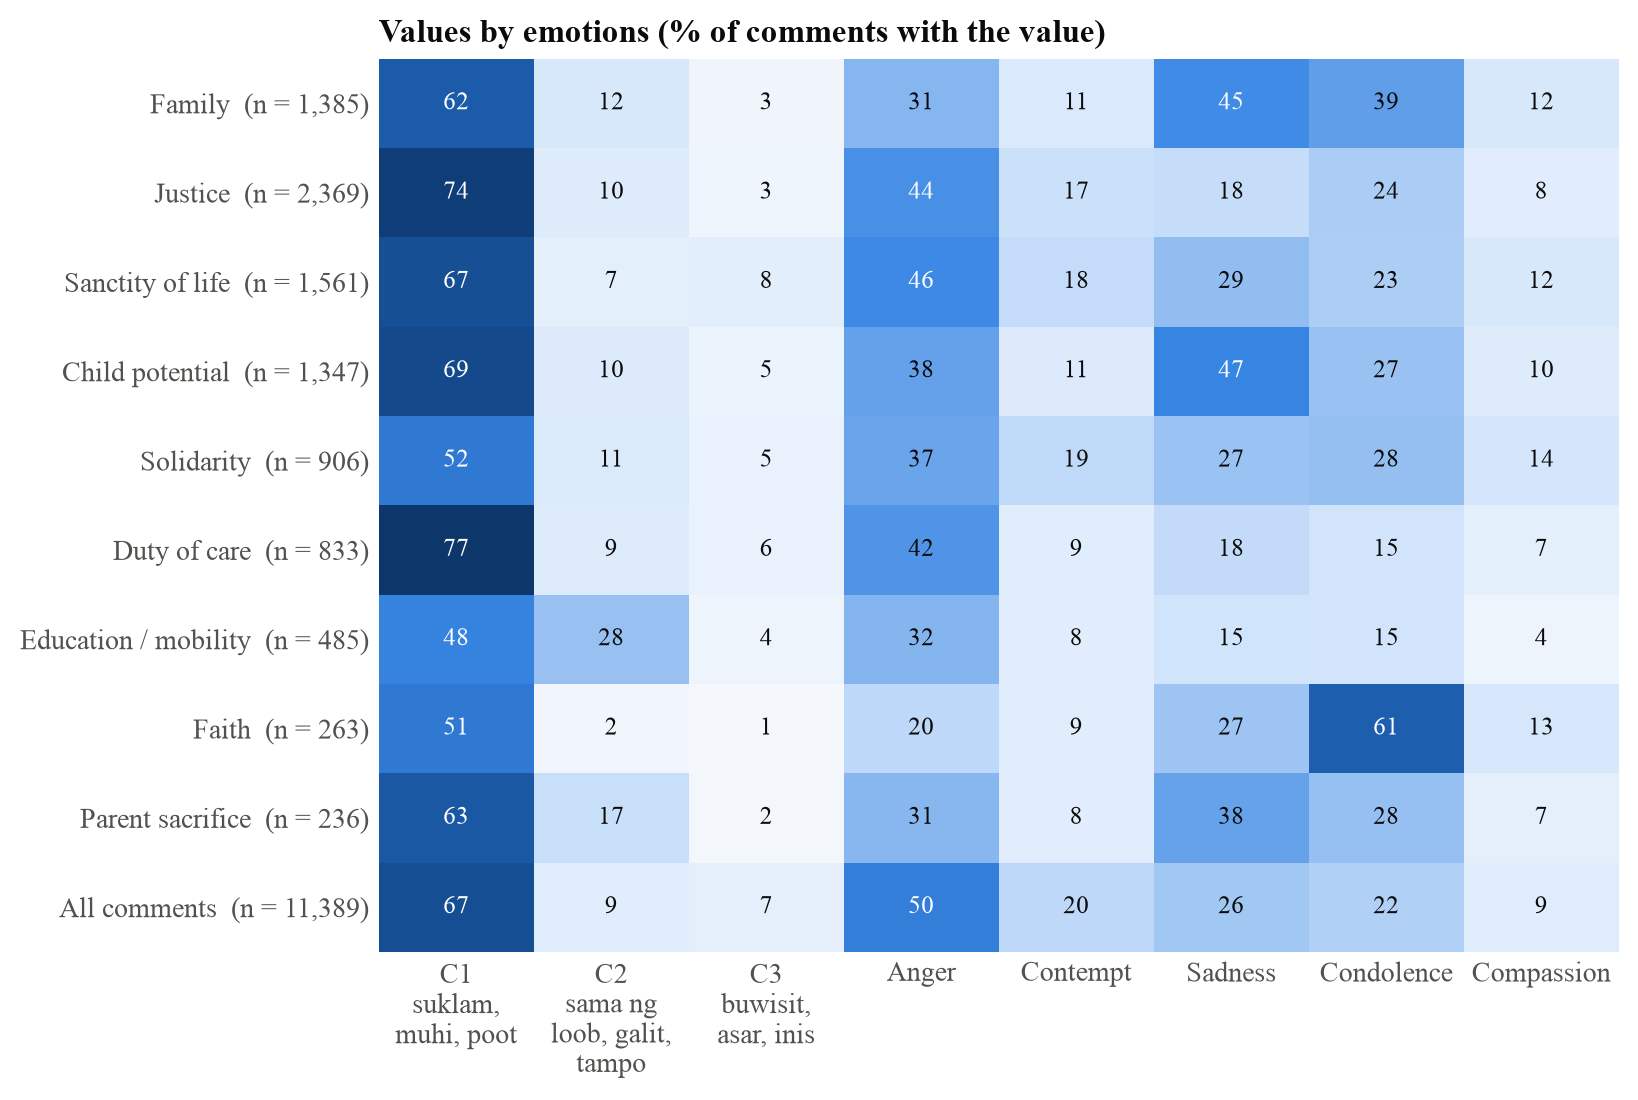 Values by emotions (% of comments with the value)
Family (n = 1,385) 62 12 3 31 11 45 39 12
Justice (n = 2,369) 74 10 3 44 17 18 24 8
Sanctity of life (n = 1,561) 67 7 8 46 18 29 23 12
Child potential (n = 1,347) 69 10 5 38 11 47 27 10
Solidarity (n = 906) 52 11 5 37 19 27 28 14
Duty of care (n = 833) 77 9 6 42 9 18 15 7
Education / mobility (n = 485) 48 28 4 32 8 15 15 4
Faith (n = 263) 51 2 1 20 9 27 61 13
Parent sacrifice (n = 236) 63 17 2 31 8 38 28 7
All comments (n = 11,389) 67 9 7 50 20 26 22 9
C1
suklam,
muhi, poot
C2
sama ng
loob, galit,
tampo
C3
buwisit,
asar, inis
Anger
Contempt
Sadness
Condolence
Compassion